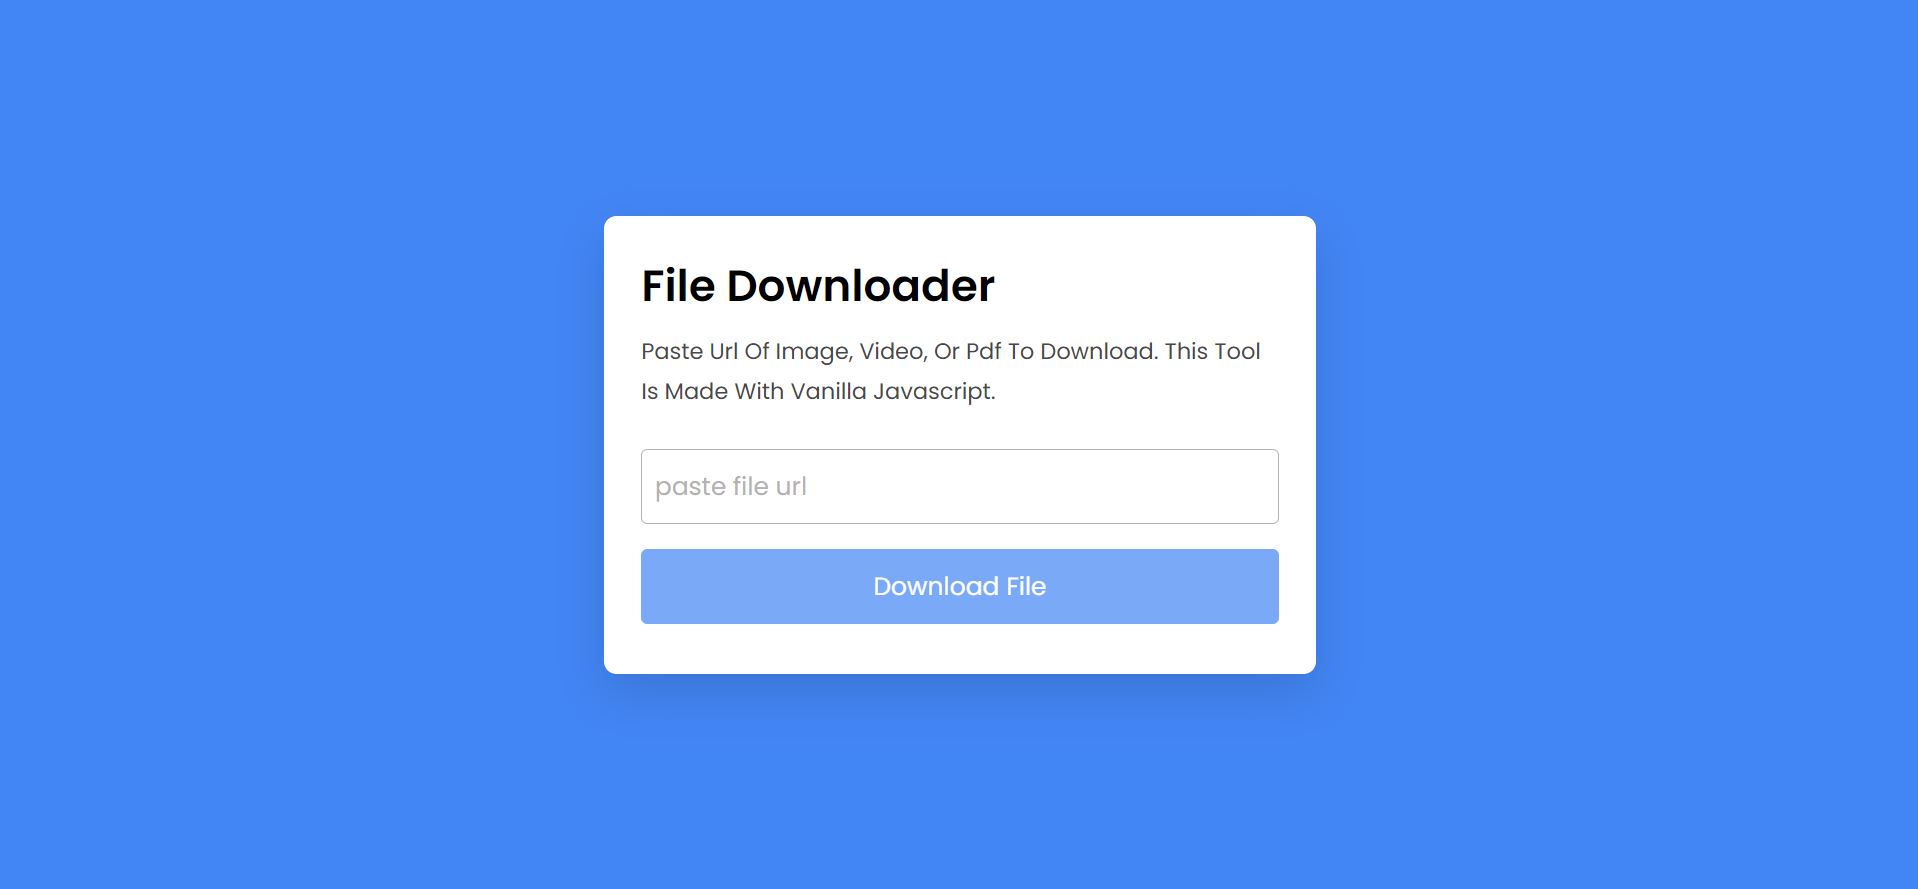 File Downloader
Paste Url Of Image, Video, Or Pdf To Download. This Tool
Is Made With Vanilla Javascript.
paste file url
Download File